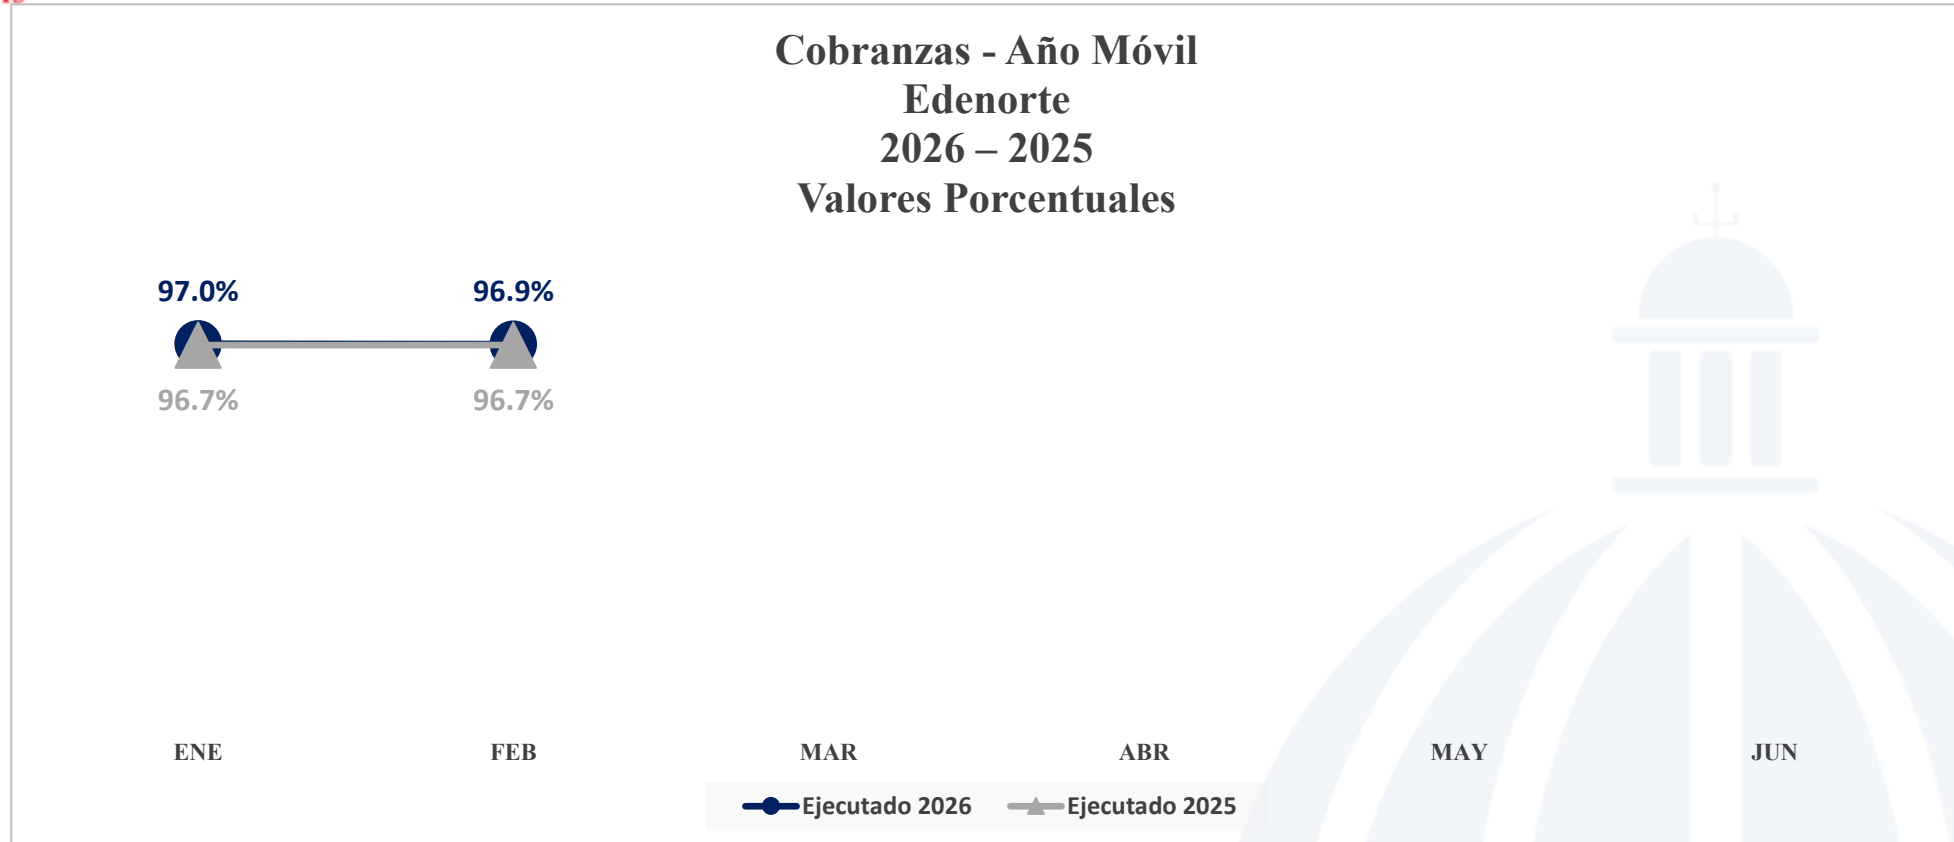 Cobranzas - Año Móvil
Edenorte
2026 – 2025
Valores Porcentuales
97.0% 96.9%
96.7% 96.7%
ENE FEB MAR ABR MAY JUN
Ejecutado 2026 Ejecutado 2025